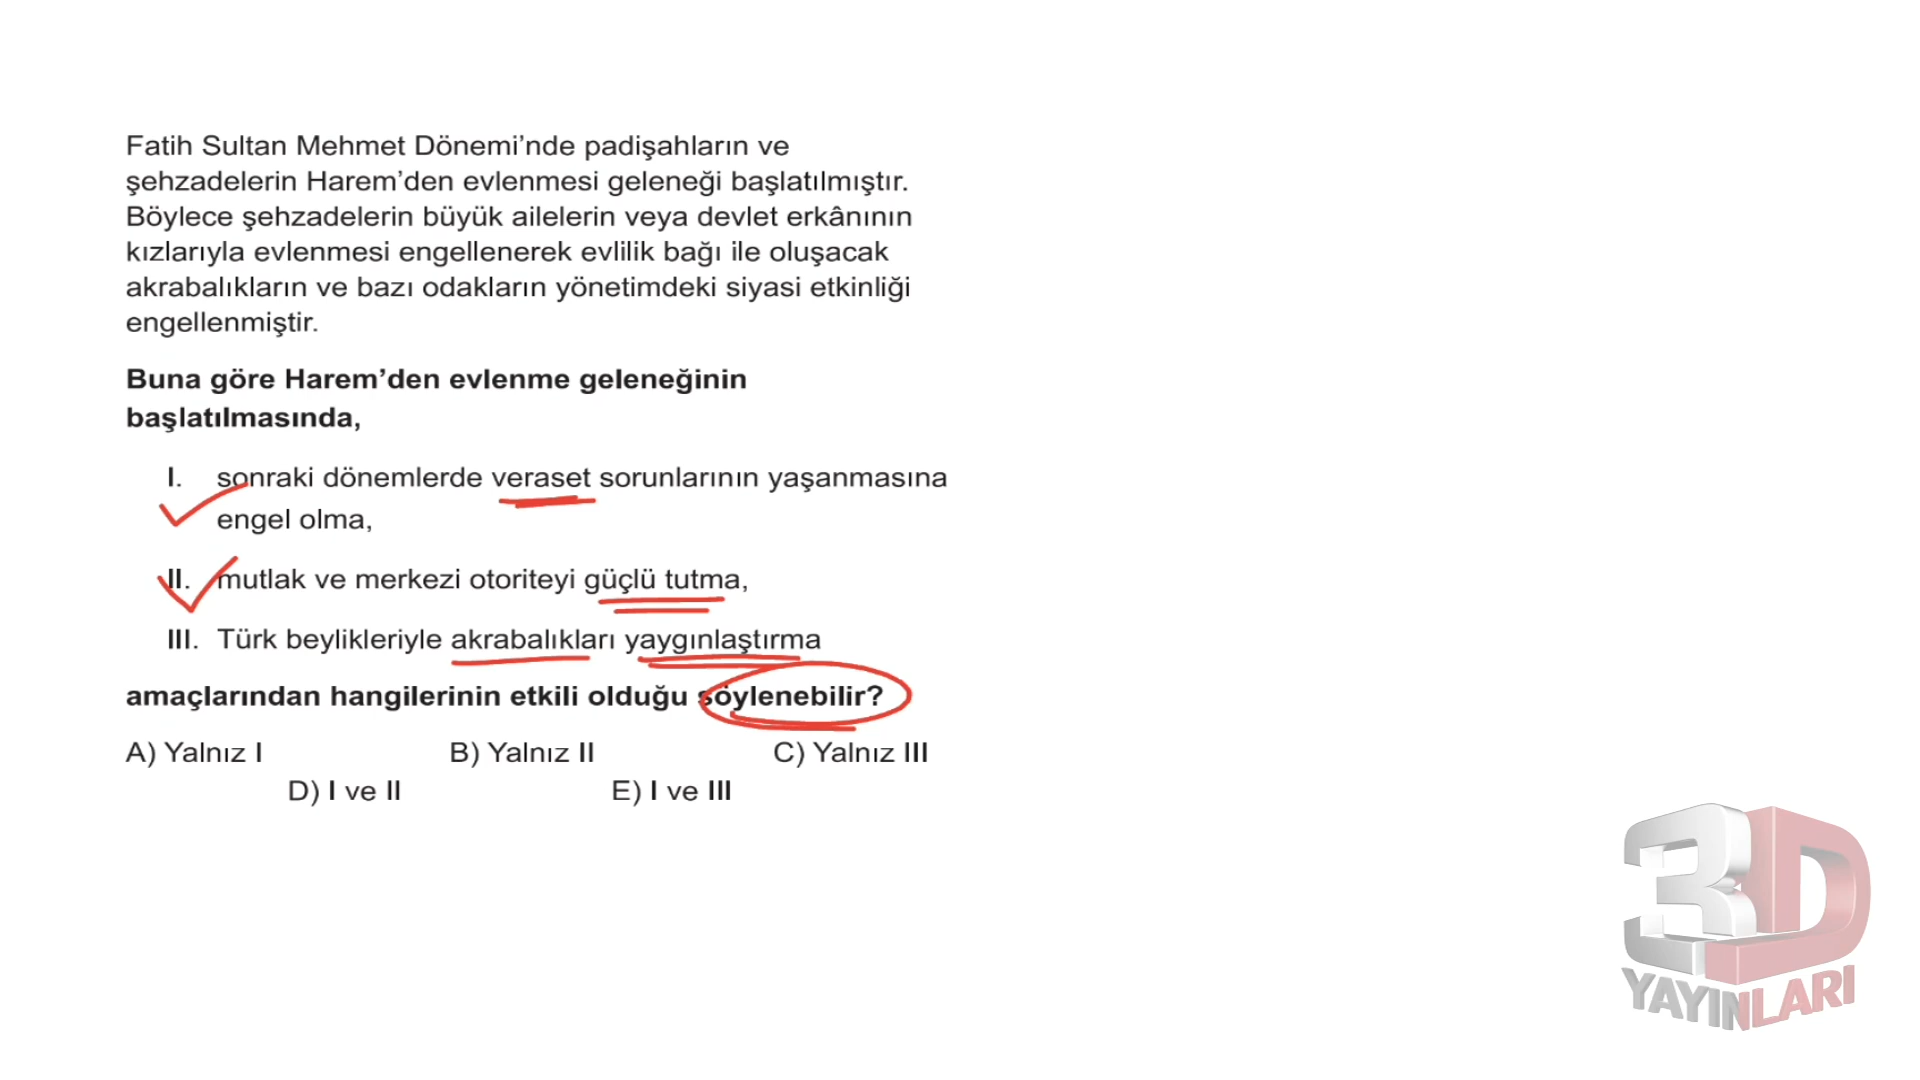 Fatih Sultan Mehmet Dönemi'nde padişahların ve
şehzadelerin Harem'den evlenmesi geleneği başlatılmıştır.
Böylece şehzadelerin büyük ailelerin veya devlet erkânının
kızlarıyla evlenmesi engellenerek evlilik bağı ile oluşacak
akrabalıkların ve bazı odakların yönetimdeki siyasi etkinliği
engellenmiştir.
Buna göre Harem'den evlenme geleneğinin
başlatılmasında,
I. sonraki dönemlerde veraset sorunlarının yaşanmasına
engel olma,
II. mutlak ve merkezi otoriteyi güçlü tutma,
III. Türk beylikleriyle akrabalıkları yaygınlaştırma
amaçlarından hangilerinin etkili olduğu söylenebilir?
A) Yalnız I B) Yalnız II C) Yalnız III
D) I ve II E) I ve III
3D
YAYINLARI